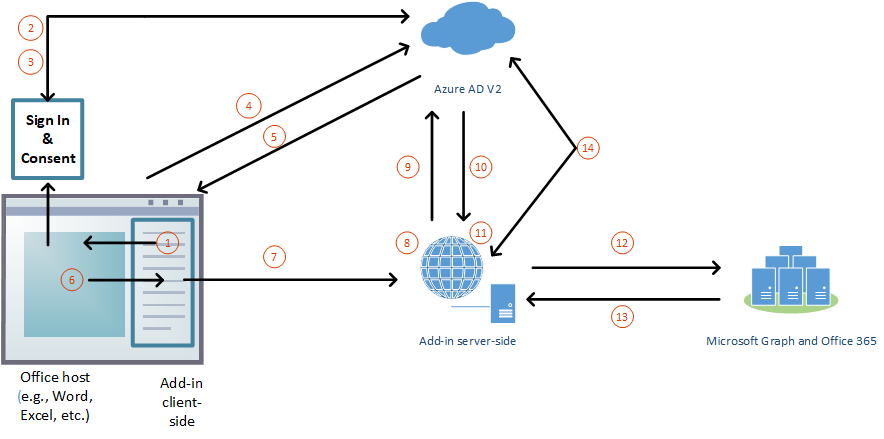 2
3
Sign In
&
Consent
4
5
Azure AD V2
14
9
10
1
8
11
6
7
12
13
Add-in server-side
Microsoft Graph and Office 365
Office host
(e.g., Word,
Excel, etc.)
Add-in
client-
side